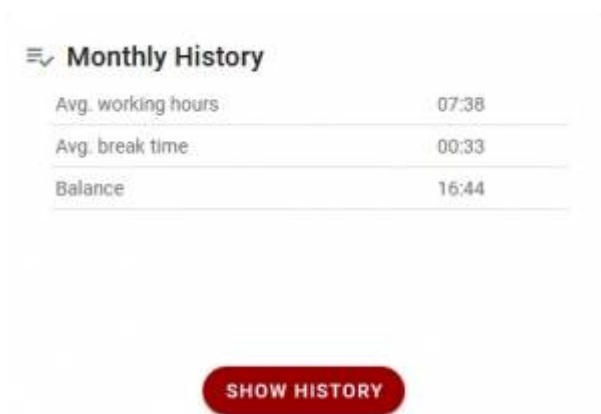 Monthly History
Avg. working hours 07:38
Avg. break time 00:33
Balance 16:44
SHOW HISTORY